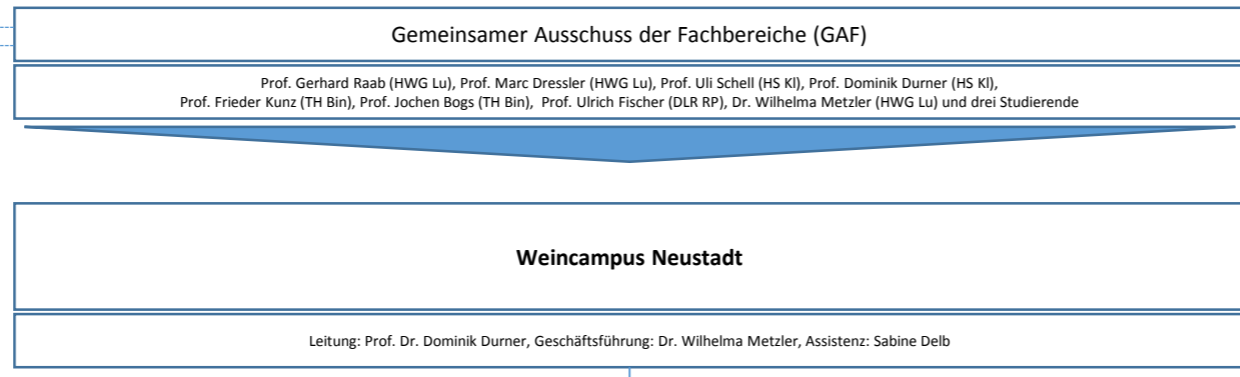 Gemeinsamer Ausschuss der Fachbereiche (GAF)
Prof. Gerhard Raab (HWG Lu), Prof. Marc Dressler (HWG Lu), Prof. Uli Schell (HS Kl), Prof. Dominik Durner (HS Kl),
Prof. Frieder Kunz (TH Bin), Prof. Jochen Bogs (TH Bin), Prof. Ulrich Fischer (DLR RP), Dr. Wilhelma Metzler (HWG Lu) und drei Studierende
Weincampus Neustadt
Leitung: Prof. Dr. Dominik Durner, Geschäftsführung: Dr. Wilhelma Metzler, Assistenz: Sabine Delb